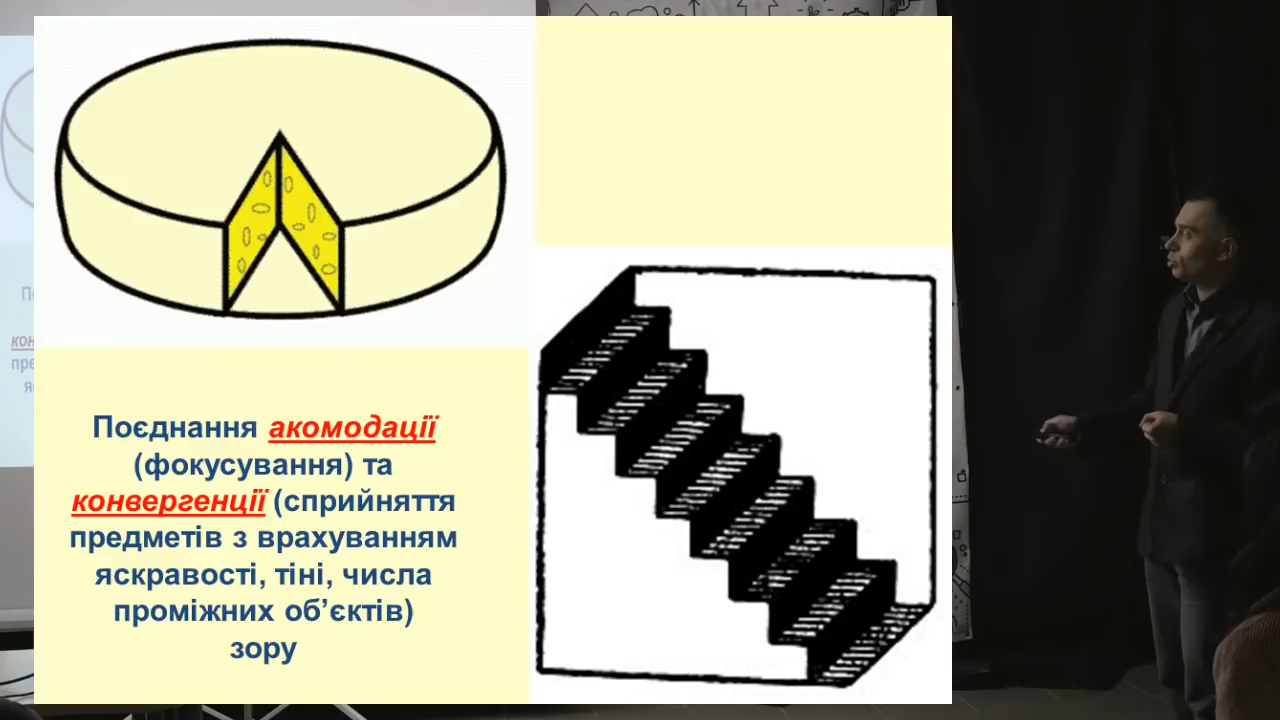 Поєднання акомодації
(фокусування) та
конвергенції (сприйняття
предметів з врахуванням
яскравості, тіні, числа
проміжних об’єктів)
зору